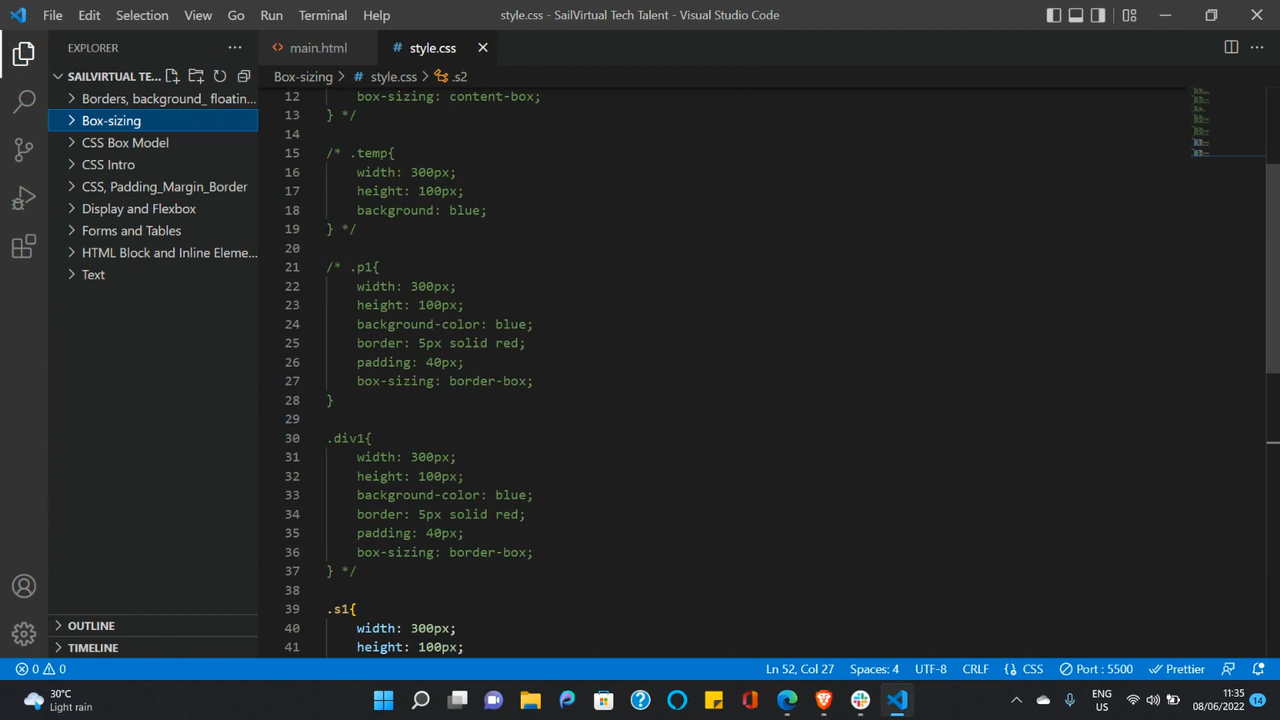 File Edit Selection View Go Run Terminal Help
style.css - SailVirtual Tech Talent - Visual Studio Code
EXPLORER
SAILVIRTUAL TE...
Borders, background_ floatin...
Box-sizing
CSS Box Model
CSS Intro
CSS, Padding_Margin_Border
Display and Flexbox
Forms and Tables
HTML Block and Inline Eleme...
Text
OUTLINE
TIMELINE
<> main.html
# style.css
Box-sizing > # style.css > .s2
12 box-sizing: content-box;
13 } */
14
15 /* .temp{
16 width: 300px;
17 height: 100px;
18 background: blue;
19 } */
20
21 /* .p1{
22 width: 300px;
23 height: 100px;
24 background-color: blue;
25 border: 5px solid red;
26 padding: 40px;
27 box-sizing: border-box;
28 }
29
30 .div1{
31 width: 300px;
32 height: 100px;
33 background-color: blue;
34 border: 5px solid red;
35 padding: 40px;
36 box-sizing: border-box;
37 } */
38
39 .s1{
40 width: 300px;
41 height: 100px;
0 0 Ln 52, Col 27 Spaces: 4 UTF-8 CRLF {} CSS Port : 5500 Prettier
30°C
Light rain
ENG
US
11:35
08/06/2022
14